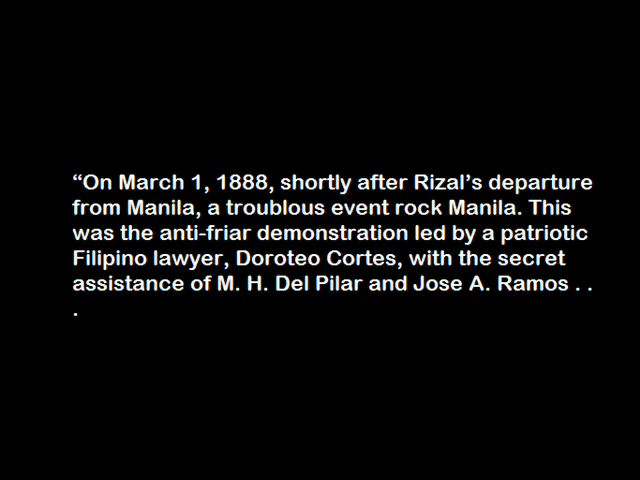 “On March 1, 1888, shortly after Rizal’s departure
from Manila, a troublous event rock Manila. This
was the anti-friar demonstration led by a patriotic
Filipino lawyer, Doroteo Cortes, with the secret
assistance of M. H. Del Pilar and Jose A. Ramos . .
.